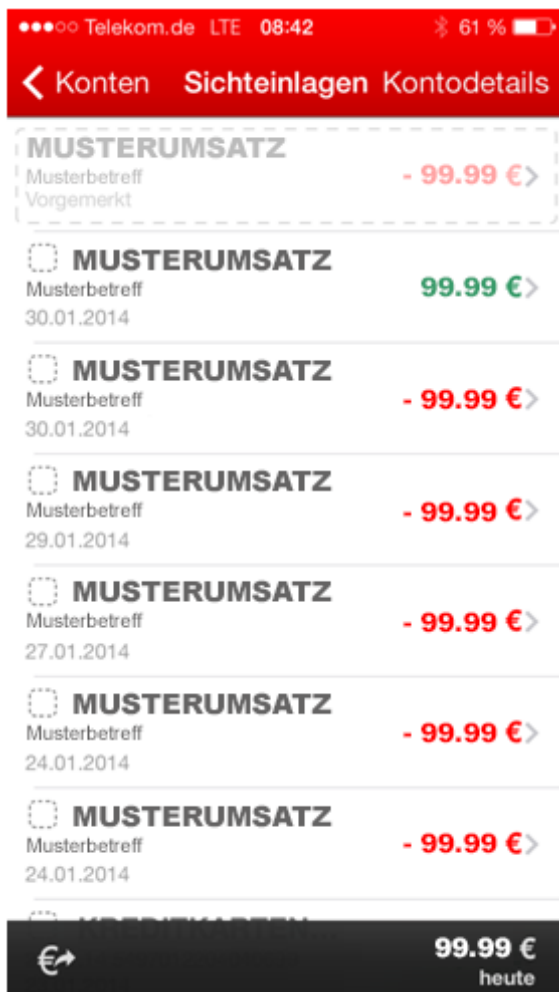 Telekom.de LTE 08:42 61 %
Konten Sichteinlagen Kontodetails
MUSTERUMSATZ
Musterbetreff
- 99.99 €
Vorgemerkt
MUSTERUMSATZ
Musterbetreff
99.99 €
30.01.2014
MUSTERUMSATZ
Musterbetreff
- 99.99 €
30.01.2014
MUSTERUMSATZ
Musterbetreff
- 99.99 €
29.01.2014
MUSTERUMSATZ
Musterbetreff
- 99.99 €
27.01.2014
MUSTERUMSATZ
Musterbetreff
- 99.99 €
24.01.2014
MUSTERUMSATZ
Musterbetreff
- 99.99 €
24.01.2014
KREDITKARTEN...
€
99.99 €
heute